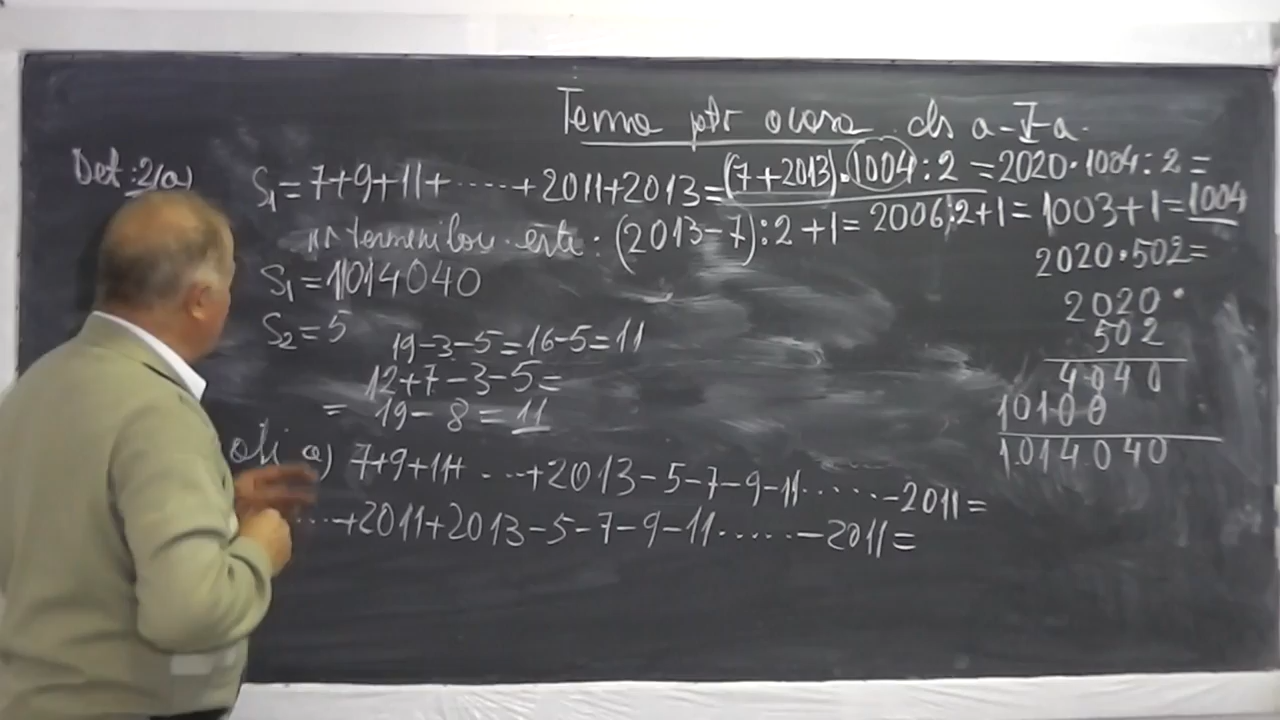 Tema ptr acasa cls a-V-a.
Det: 2(a)
S₁=7+9+11+.....+2011+2013=(7+2013)·1004:2=2020·1004:2=
nr termenilor este: (2013-7):2+1=2006:2+1=1003+1=1004
2020·502=
S₁=1014040
2020·
502
S₂=5
19-3-5=16-5=11
12+7-3-5=
4040
= 19-8=11
10100
1014040
a) 7+9+11+...+2013-5-7-9-11.....-2011=
....+2011+2013-5-7-9-11......-2011=